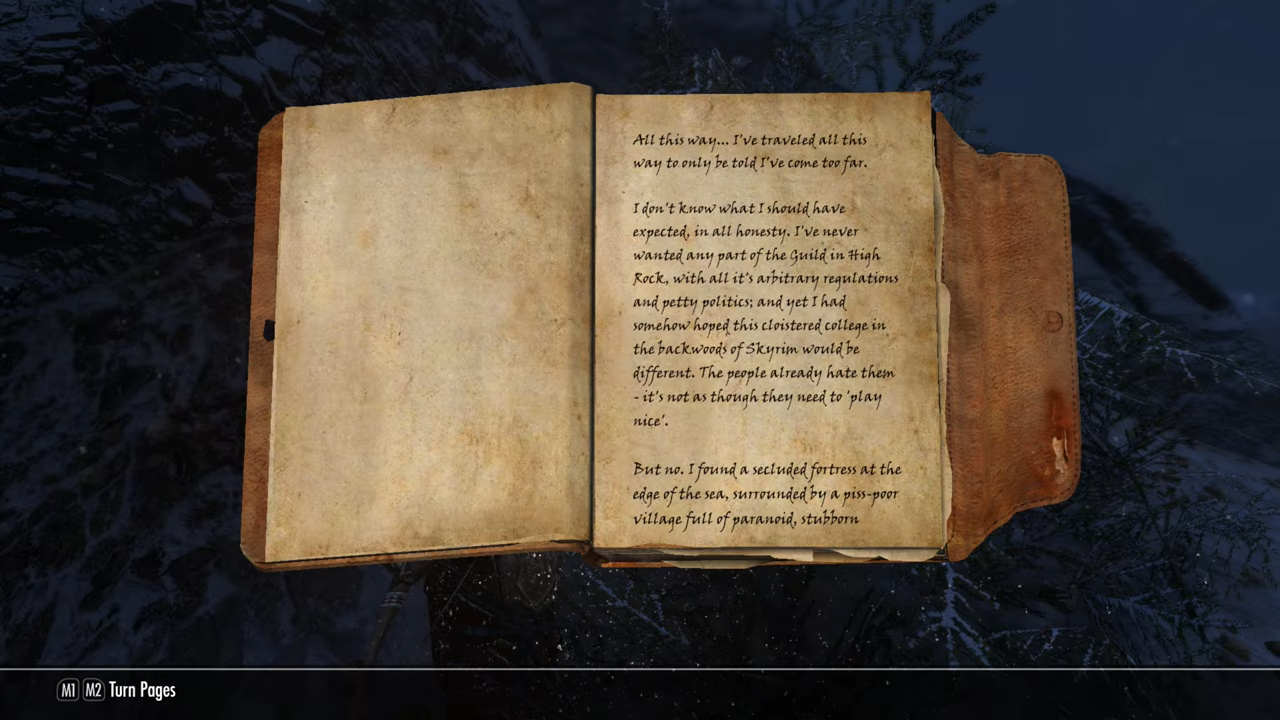 All this way... I've traveled all this
way to only be told I've come too far.
I don't know what I should have
expected, in all honesty. I've never
wanted any part of the Guild in High
Rock, with all it's arbitrary regulations
and petty politics; and yet I had
somehow hoped this cloistered college in
the backwoods of Skyrim would be
different. The people already hate them
- it's not as though they need to 'play
nice'.
But no. I found a secluded fortress at the
edge of the sea, surrounded by a piss-poor
village full of paranoid, stubborn
M1 M2 Turn Pages